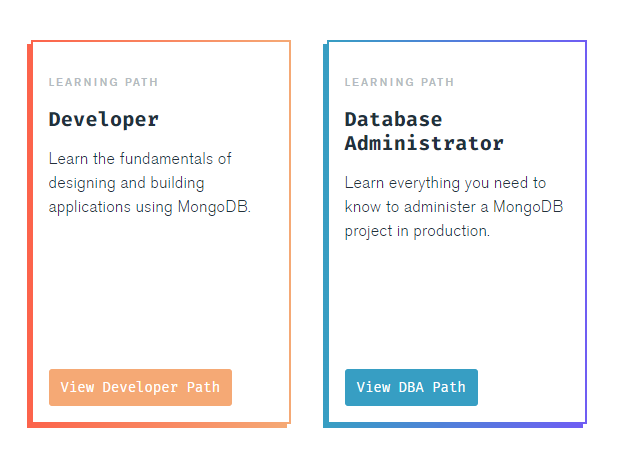 LEARNING PATH
Developer
Learn the fundamentals of
designing and building
applications using MongoDB.
View Developer Path
LEARNING PATH
Database
Administrator
Learn everything you need to
know to administer a MongoDB
project in production.
View DBA Path